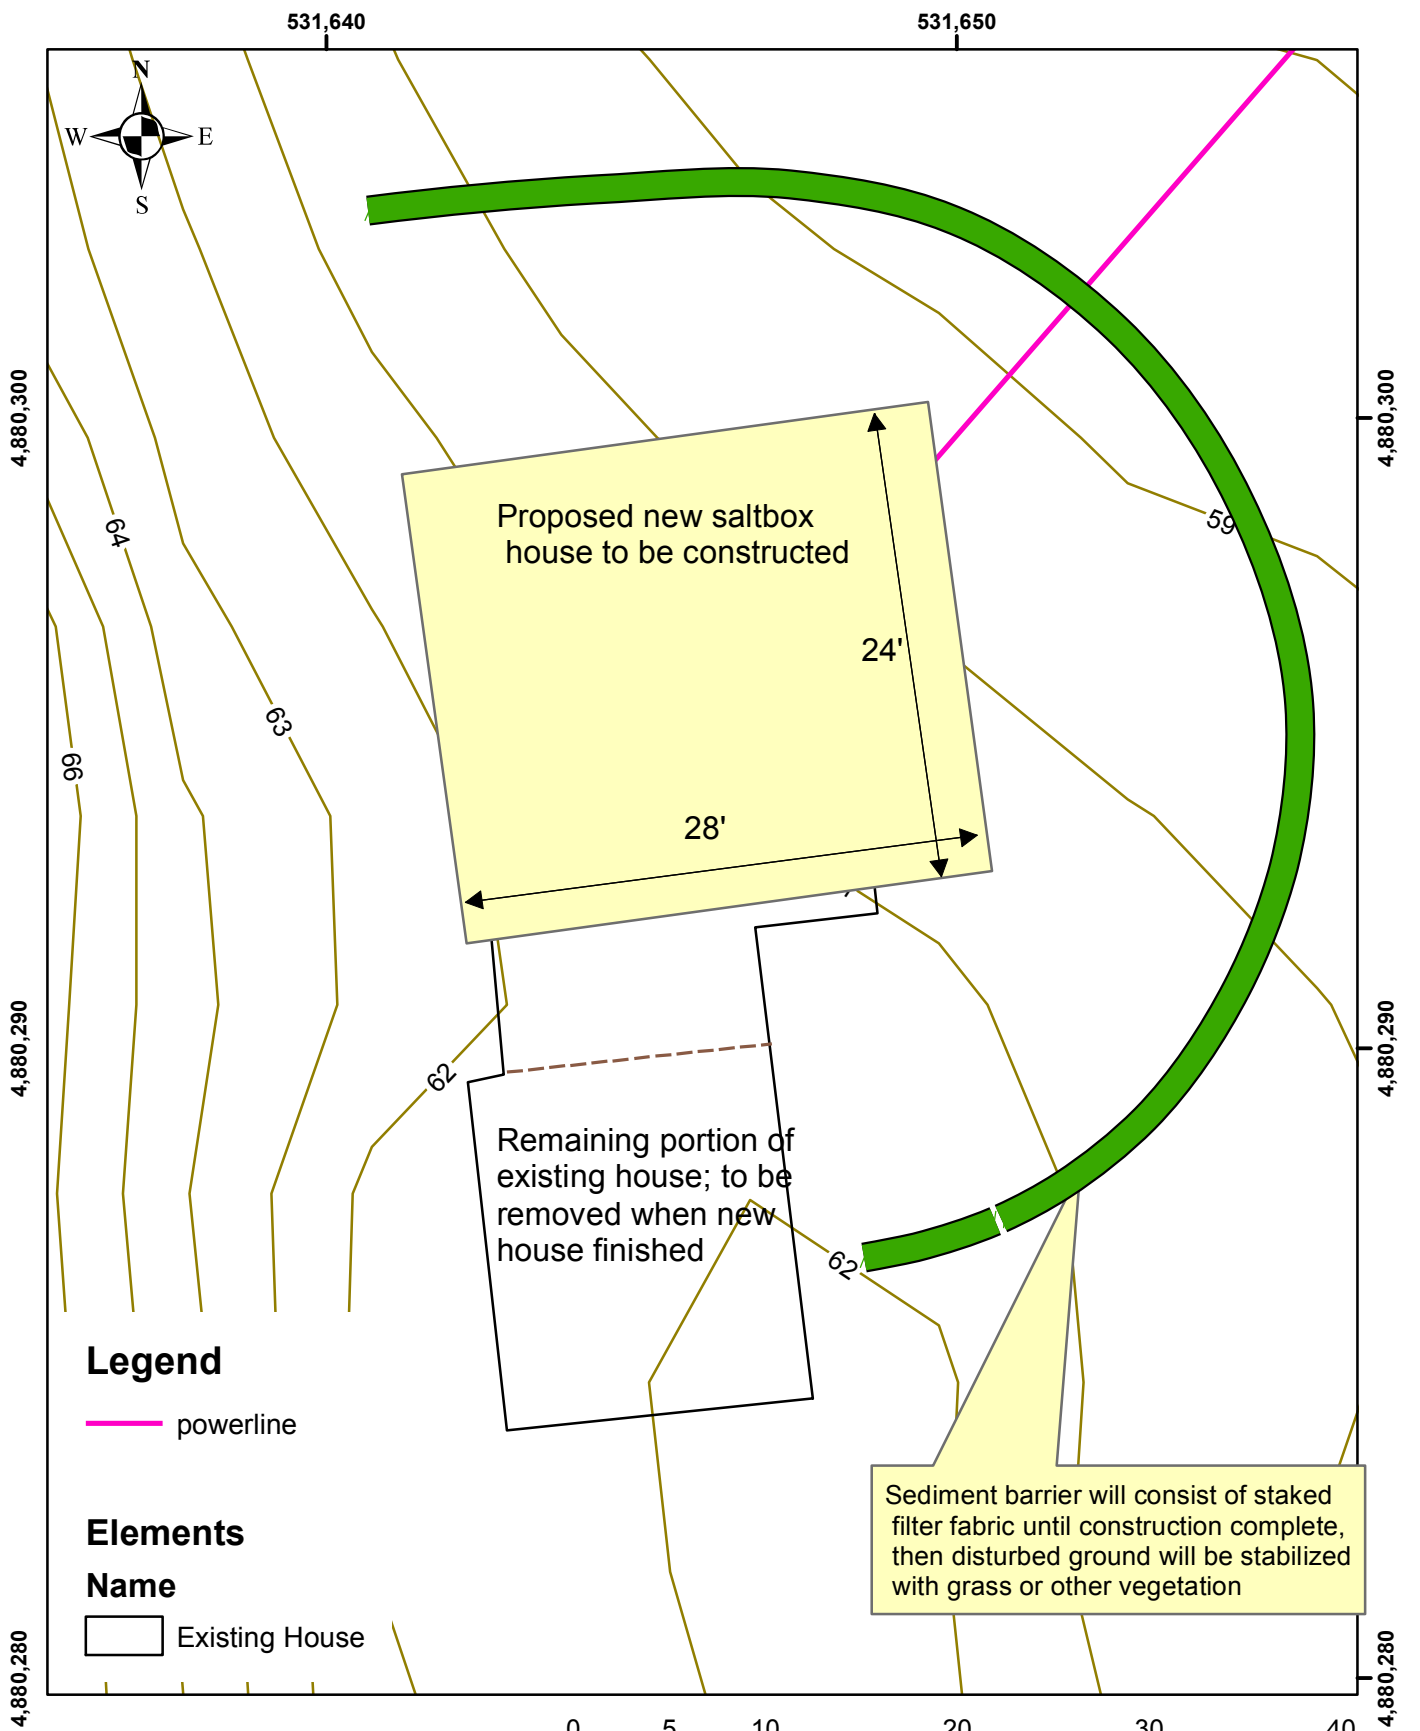 531,640
531,650
N
W
E
S
4,880,300
4,880,300
Proposed new saltbox
house to be constructed
59
64
24'
63
66
28'
4,880,290
4,880,290
62
Remaining portion of
existing house; to be
removed when new
house finished
62
Legend
powerline
Sediment barrier will consist of staked
filter fabric until construction complete,
then disturbed ground will be stabilized
with grass or other vegetation
Elements
Name
Existing House
4,880,280
4,880,280
0 5 10 20 30 40